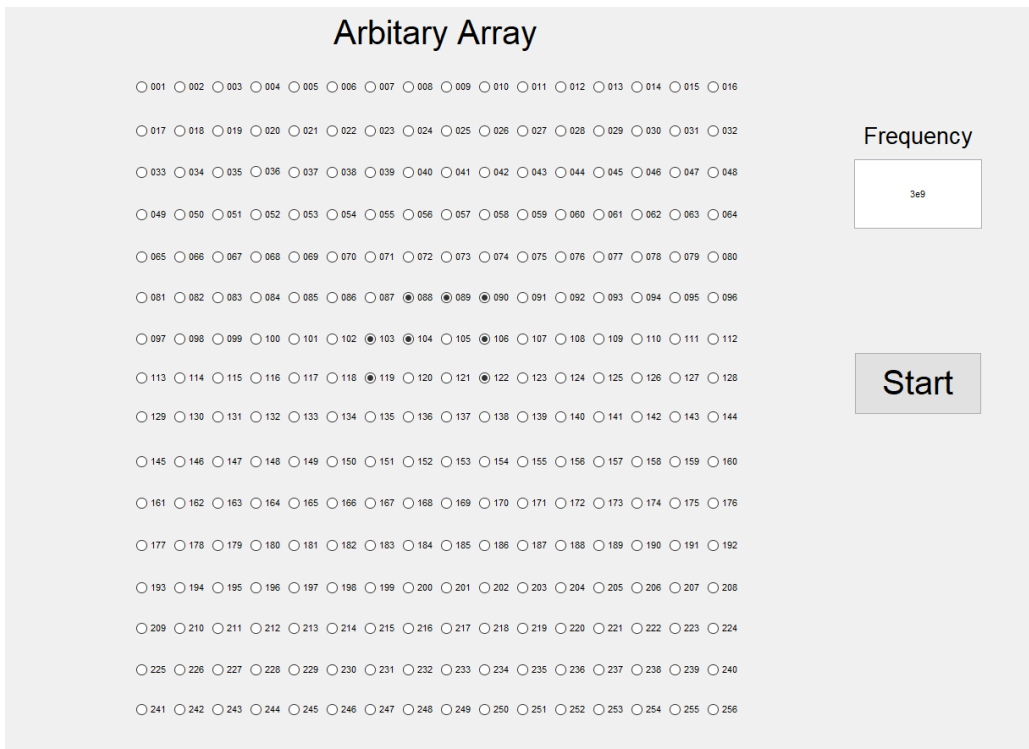 Arbitary Array
001 002 003 004 005 006 007 008 009 010 011 012 013 014 015 016
017 018 019 020 021 022 023 024 025 026 027 028 029 030 031 032
Frequency
033 034 035 036 037 038 039 040 041 042 043 044 045 046 047 048
3e9
049 050 051 052 053 054 055 056 057 058 059 060 061 062 063 064
065 066 067 068 069 070 071 072 073 074 075 076 077 078 079 080
081 082 083 084 085 086 087 088 089 090 091 092 093 094 095 096
097 098 099 100 101 102 103 104 105 106 107 108 109 110 111 112
113 114 115 116 117 118 119 120 121 122 123 124 125 126 127 128
Start
129 130 131 132 133 134 135 136 137 138 139 140 141 142 143 144
145 146 147 148 149 150 151 152 153 154 155 156 157 158 159 160
161 162 163 164 165 166 167 168 169 170 171 172 173 174 175 176
177 178 179 180 181 182 183 184 185 186 187 188 189 190 191 192
193 194 195 196 197 198 199 200 201 202 203 204 205 206 207 208
209 210 211 212 213 214 215 216 217 218 219 220 221 222 223 224
225 226 227 228 229 230 231 232 233 234 235 236 237 238 239 240
241 242 243 244 245 246 247 248 249 250 251 252 253 254 255 256